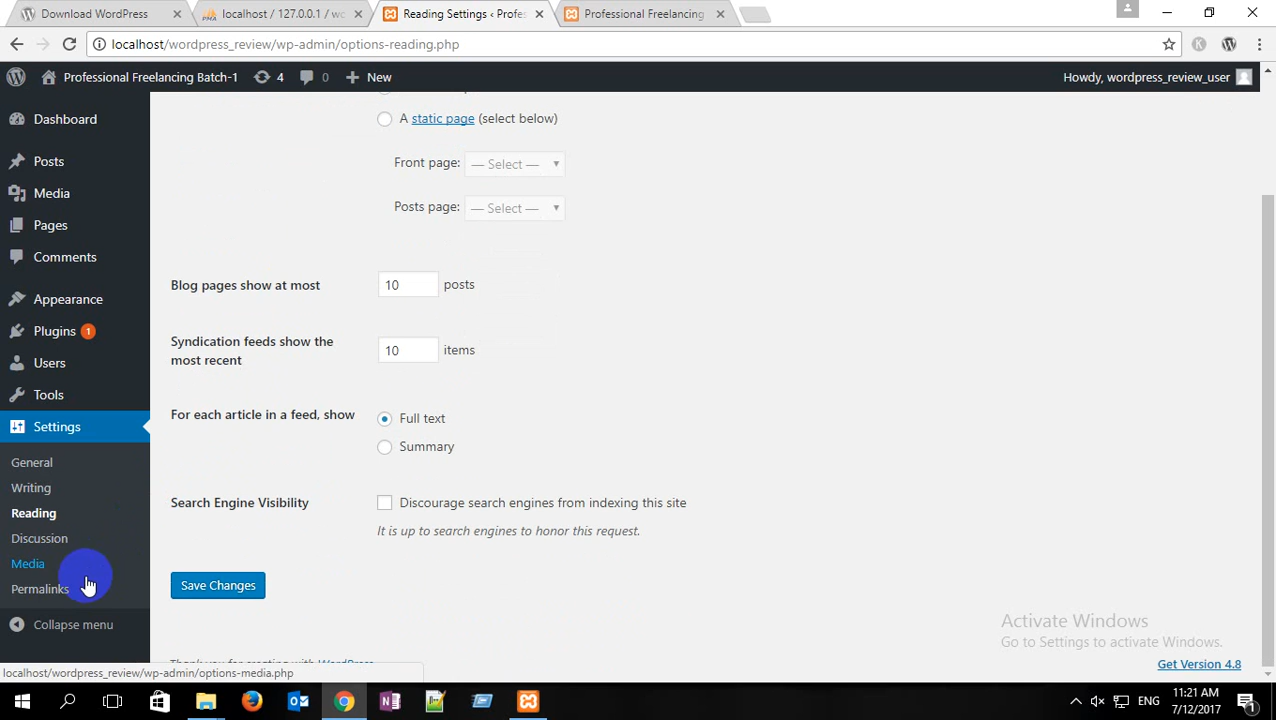 Download WordPress
localhost / 127.0.0.1 / wc
Reading Settings ‹ Profes
Professional Freelancing
localhost/wordpress_review/wp-admin/options-reading.php
Professional Freelancing Batch-1
4
0
New
Howdy, wordpress_review_user
Dashboard
Posts
Media
Pages
Comments
Appearance
Plugins 1
Users
Tools
Settings
General
Writing
Reading
Discussion
Media
Permalinks
Collapse menu
A static page (select below)
Front page: — Select —
Posts page: — Select —
Blog pages show at most 10 posts
Syndication feeds show the
most recent
10 items
For each article in a feed, show
Full text
Summary
Search Engine Visibility
Discourage search engines from indexing this site
It is up to search engines to honor this request.
Save Changes
Activate Windows
Go to Settings to activate Windows.
Thank you for creating with WordPress
Get Version 4.8
localhost/wordpress_review/wp-admin/options-media.php
ENG
11:21 AM
7/12/2017
1